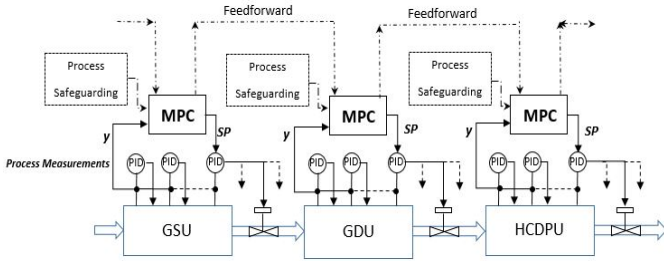 Feedforward
Feedforward
Process
Safeguarding
MPC
y
SP
Process
Safeguarding
MPC
y
SP
Process
Safeguarding
MPC
y
SP
Process Measurements
PID
PID
PID
PID
PID
PID
PID
PID
PID
GSU
GDU
HCDPU